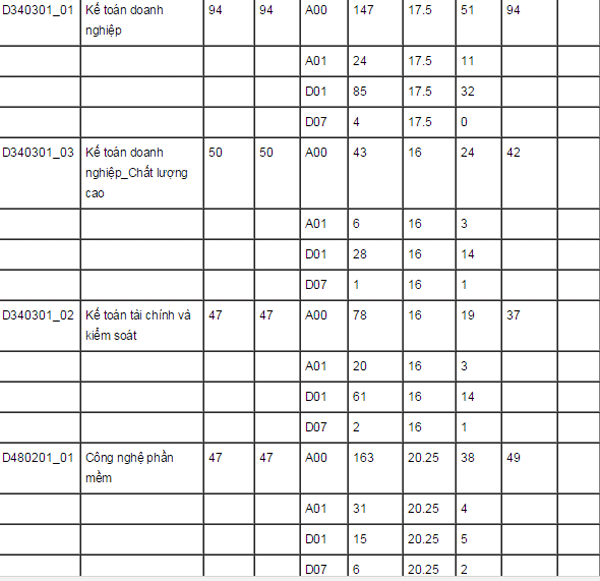 D340301_01 Kế toán doanh 94 94 A00 147 17.5 51 94
nghiệp
A01 24 17.5 11
D01 85 17.5 32
D07 4 17.5 0
D340301_03 Kế toán doanh 50 50 A00 43 16 24 42
nghiệp_Chất lượng
cao
A01 6 16 3
D01 28 16 14
D07 1 16 1
D340301_02 Kế toán tài chính và 47 47 A00 78 16 19 37
kiểm soát
A01 20 16 3
D01 61 16 14
D07 2 16 1
D480201_01 Công nghệ phần 47 47 A00 163 20.25 38 49
mềm
A01 31 20.25 4
D01 15 20.25 5
D07 6 20.25 2